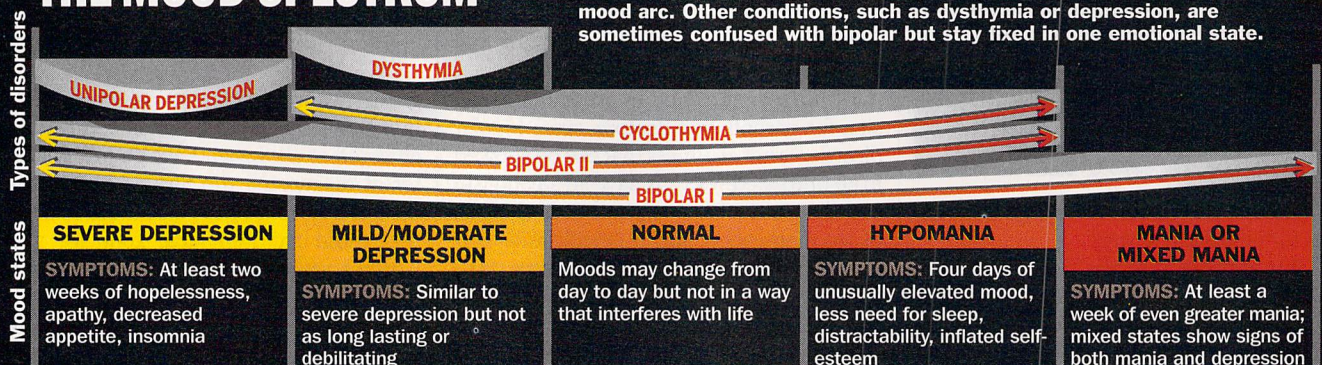 THE MOOD SPECTRUM
mood arc. Other conditions, such as dysthymia or depression, are
sometimes confused with bipolar but stay fixed in one emotional state.
Types of disorders
UNIPOLAR DEPRESSION
DYSTHYMIA
CYCLOTHYMIA
BIPOLAR II
BIPOLAR I
Mood states
SEVERE DEPRESSION
SYMPTOMS: At least two
weeks of hopelessness,
apathy, decreased
appetite, insomnia
MILD/MODERATE
DEPRESSION
SYMPTOMS: Similar to
severe depression but not
as long lasting or
debilitating
NORMAL
Moods may change from
day to day but not in a way
that interferes with life
HYPOMANIA
SYMPTOMS: Four days of
unusually elevated mood,
less need for sleep,
distractability, inflated self-
esteem
MANIA OR
MIXED MANIA
SYMPTOMS: At least a
week of even greater mania;
mixed states show signs of
both mania and depression